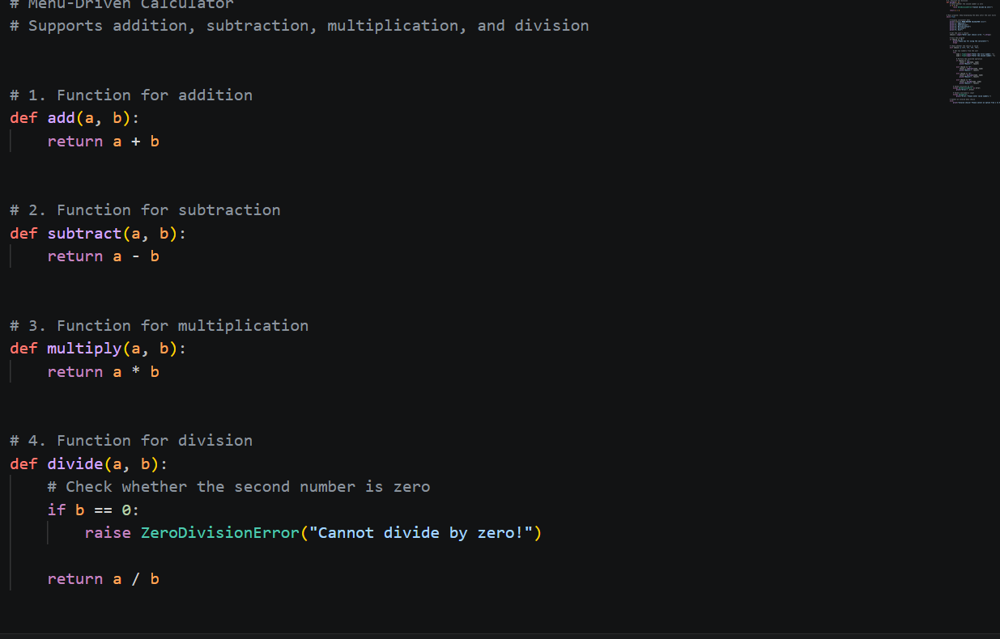 # Menu-Driven Calculator
# Supports addition, subtraction, multiplication, and division
# 1. Function for addition
def add(a, b):
    return a + b
# 2. Function for subtraction
def subtract(a, b):
    return a - b
# 3. Function for multiplication
def multiply(a, b):
    return a * b
# 4. Function for division
def divide(a, b):
    # Check whether the second number is zero
    if b == 0:
        raise ZeroDivisionError("Cannot divide by zero!")
    return a / b